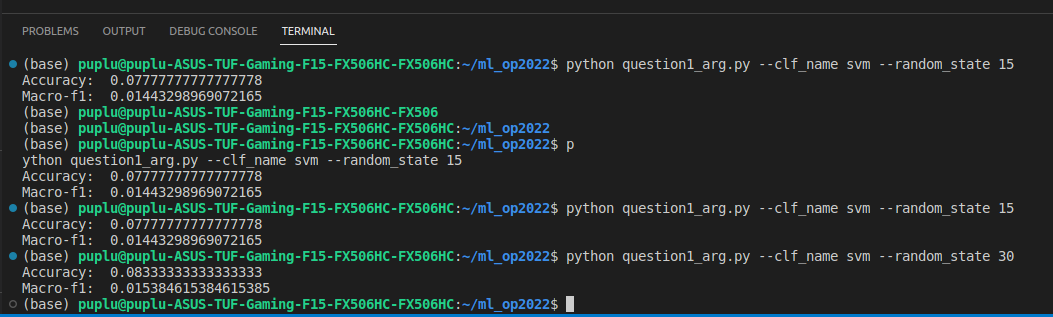 PROBLEMS OUTPUT DEBUG CONSOLE TERMINAL
(base) puplu@puplu-ASUS-TUF-Gaming-F15-FX506HC-FX506HC:~/ml_op2022$ python question1_arg.py --clf_name svm --random_state 15
Accuracy:  0.07777777777777778
Macro-f1:  0.01443298969072165
(base) puplu@puplu-ASUS-TUF-Gaming-F15-FX506HC-FX506
(base) puplu@puplu-ASUS-TUF-Gaming-F15-FX506HC-FX506HC:~/ml_op2022
(base) puplu@puplu-ASUS-TUF-Gaming-F15-FX506HC-FX506HC:~/ml_op2022$ p
ython question1_arg.py --clf_name svm --random_state 15
Accuracy:  0.07777777777777778
Macro-f1:  0.01443298969072165
(base) puplu@puplu-ASUS-TUF-Gaming-F15-FX506HC-FX506HC:~/ml_op2022$ python question1_arg.py --clf_name svm --random_state 15
Accuracy:  0.07777777777777778
Macro-f1:  0.01443298969072165
(base) puplu@puplu-ASUS-TUF-Gaming-F15-FX506HC-FX506HC:~/ml_op2022$ python question1_arg.py --clf_name svm --random_state 30
Accuracy:  0.08333333333333333
Macro-f1:  0.015384615384615385
(base) puplu@puplu-ASUS-TUF-Gaming-F15-FX506HC-FX506HC:~/ml_op2022$